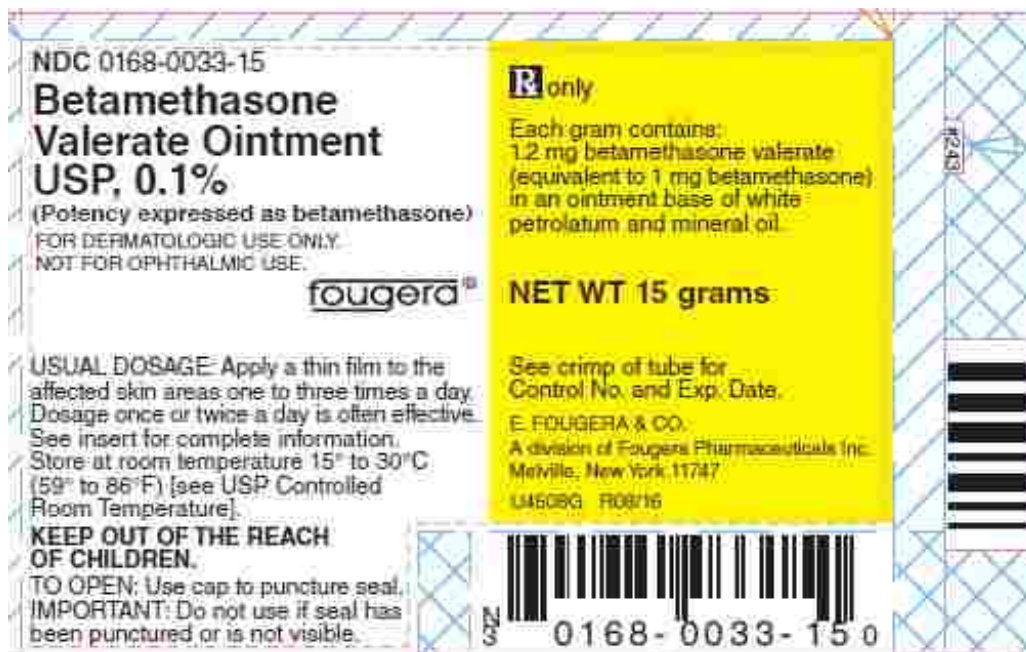 NDC 0168-0033-15
Betamethasone
Valerate Ointment
USP, 0.1%
(Potency expressed as betamethasone)
FOR DERMATOLOGIC USE ONLY.
NOT FOR OPHTHALMIC USE.
fougera®
USUAL DOSAGE: Apply a thin film to the
affected skin areas one to three times a day.
Dosage once or twice a day is often effective.
See insert for complete information.
Store at room temperature 15° to 30°C
(59° to 86°F) [see USP Controlled
Room Temperature].
KEEP OUT OF THE REACH
OF CHILDREN.
TO OPEN: Use cap to puncture seal.
IMPORTANT: Do not use if seal has
been punctured or is not visible.
Rx only
Each gram contains:
1.2 mg betamethasone valerate
(equivalent to 1 mg betamethasone)
in an ointment base of white
petrolatum and mineral oil.
NET WT 15 grams
See crimp of tube for
Control No. and Exp. Date.
E. FOUGERA & CO.
A division of Fougera Pharmaceuticals Inc.
Melville, New York 11747
U4508G R08/16
N
3
0168-0033-15 0
#243